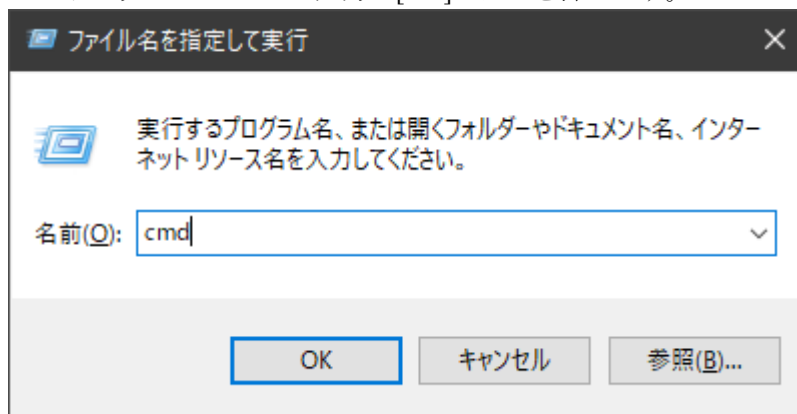 ファイル名を指定して実行
実行するプログラム名、または開くフォルダーやドキュメント名、インター
ネット リソース名を入力してください。
名前(O): cmd
OK キャンセル 参照(B)...